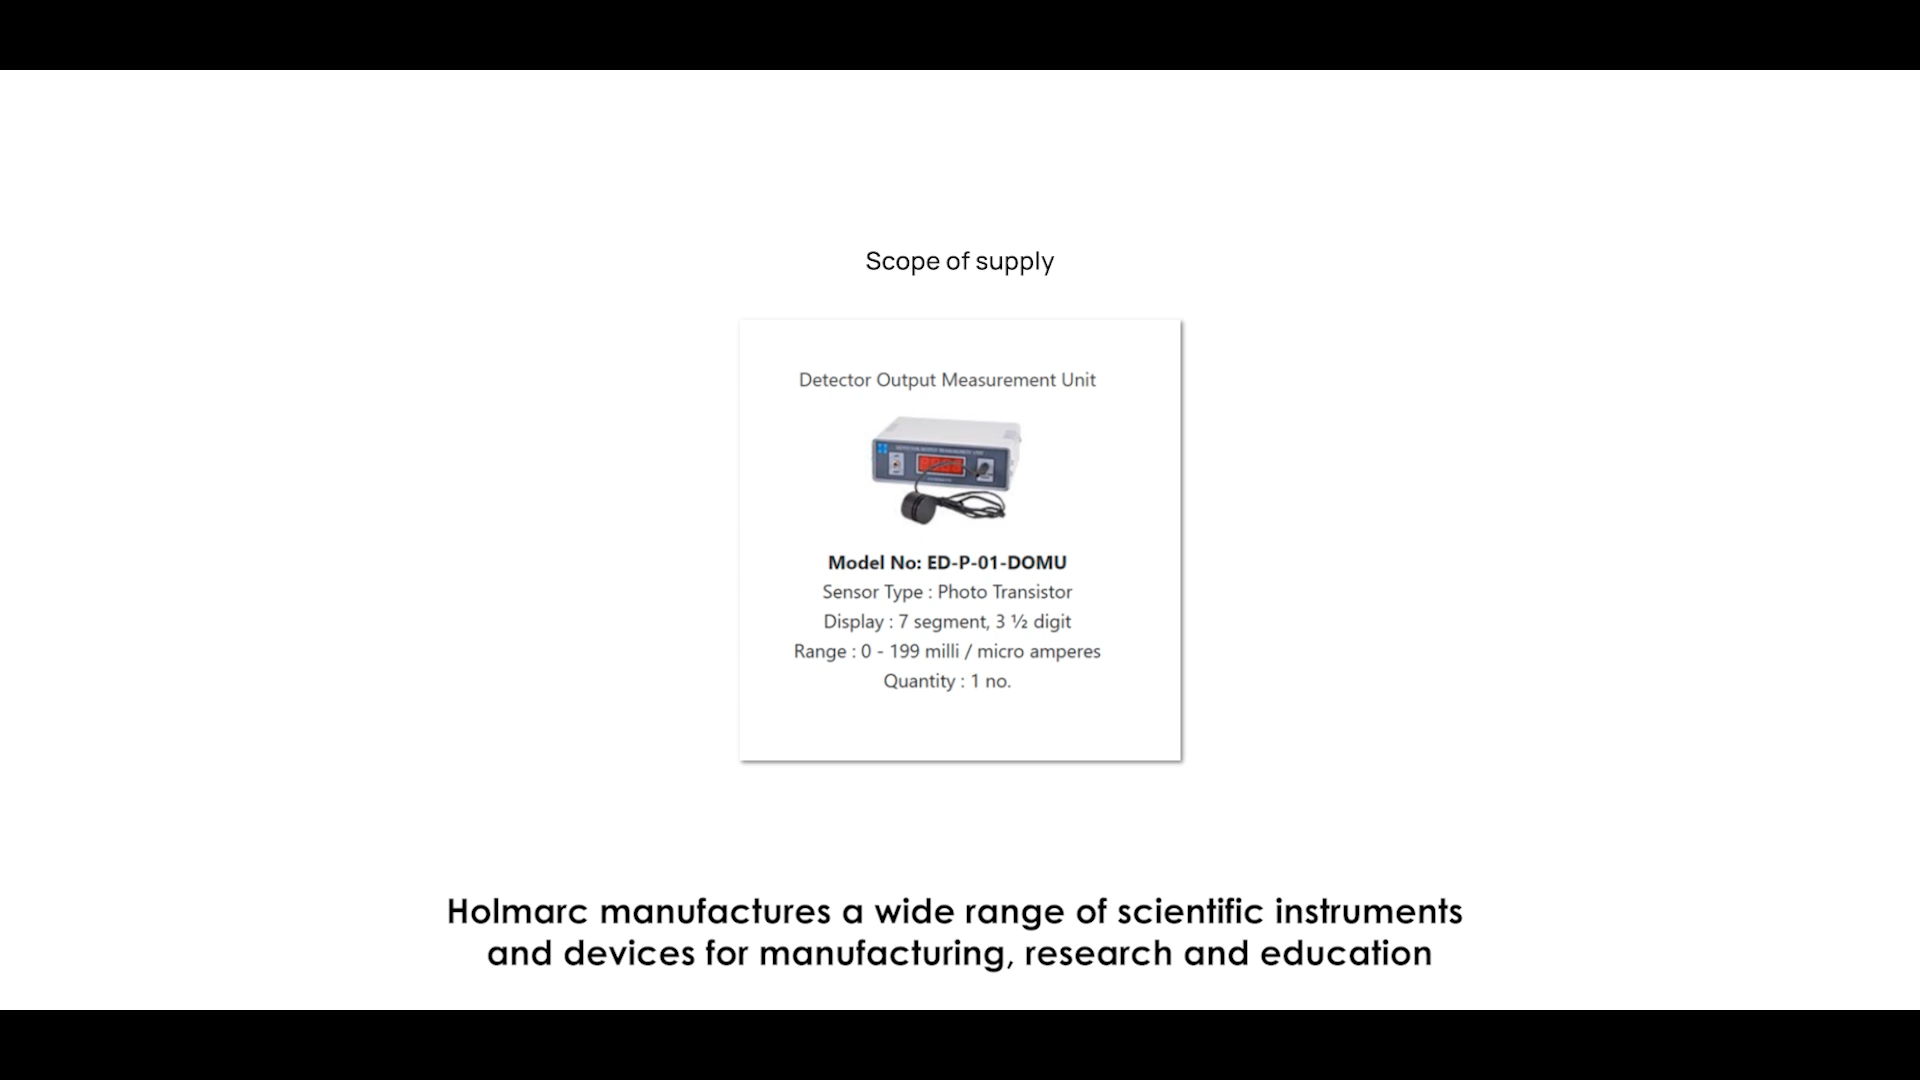 Scope of supply
Detector Output Measurement Unit
Model No: ED-P-01-DOMU
Sensor Type : Photo Transistor
Display : 7 segment, 3 ½ digit
Range : 0 - 199 milli / micro amperes
Quantity : 1 no.
Holmarc manufactures a wide range of scientific instruments
and devices for manufacturing, research and education